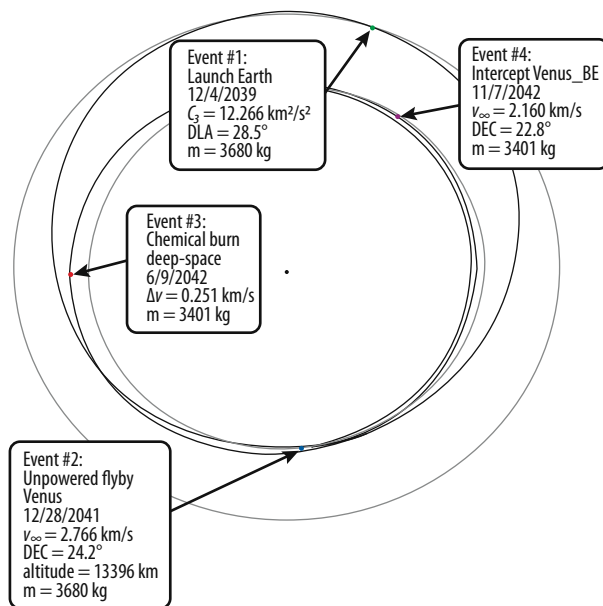 Event #1:
Launch Earth
12/4/2039
C₃ = 12.266 km²/s²
DLA = 28.5°
m = 3680 kg
Event #4:
Intercept Venus_BE
11/7/2042
v∞ = 2.160 km/s
DEC = 22.8°
m = 3401 kg
Event #3:
Chemical burn
deep-space
6/9/2042
Δv = 0.251 km/s
m = 3401 kg
Event #2:
Unpowered flyby
Venus
12/28/2041
v∞ = 2.766 km/s
DEC = 24.2°
altitude = 13396 km
m = 3680 kg